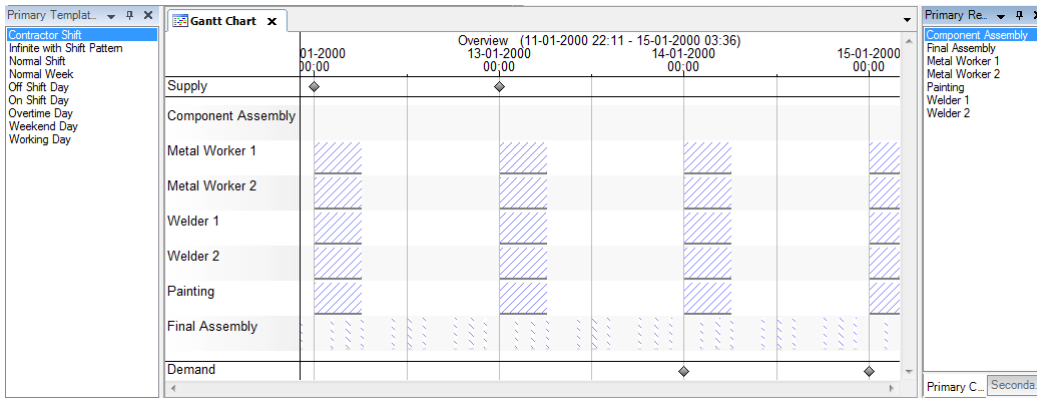 Primary Templat...
Contractor Shift
Infinite with Shift Pattern
Normal Shift
Normal Week
Off Shift Day
On Shift Day
Overtime Day
Weekend Day
Working Day
Gantt Chart
Overview (11-01-2000 22:11 - 15-01-2000 03:36)
01-2000 13-01-2000 14-01-2000 15-01-2000
00:00 00:00 00:00 00:00
Supply
Component Assembly
Metal Worker 1
Metal Worker 2
Welder 1
Welder 2
Painting
Final Assembly
Demand
Primary Re...
Component Assembly
Final Assembly
Metal Worker 1
Metal Worker 2
Painting
Welder 1
Welder 2
Primary C... Seconda